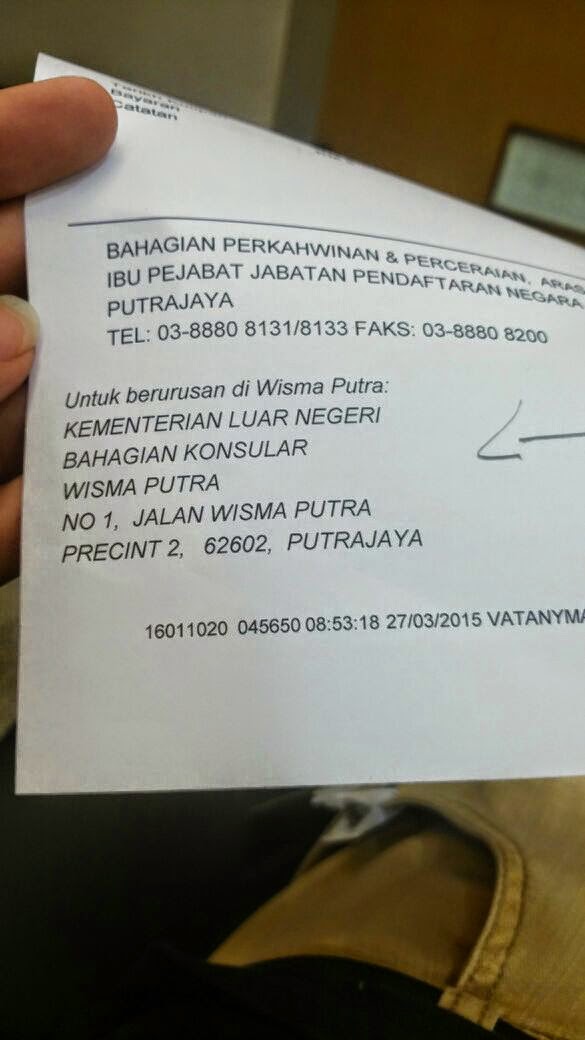 Bayaran
Catatan
BAHAGIAN PERKAHWINAN & PERCERAIAN, ARAS
IBU PEJABAT JABATAN PENDAFTARAN NEGARA
PUTRAJAYA
TEL: 03-8880 8131/8133 FAKS: 03-8880 8200
Untuk berurusan di Wisma Putra:
KEMENTERIAN LUAR NEGERI
BAHAGIAN KONSULAR
WISMA PUTRA
NO 1, JALAN WISMA PUTRA
PRECINT 2, 62602, PUTRAJAYA
16011020 045650 08:53:18 27/03/2015 VATANYMA